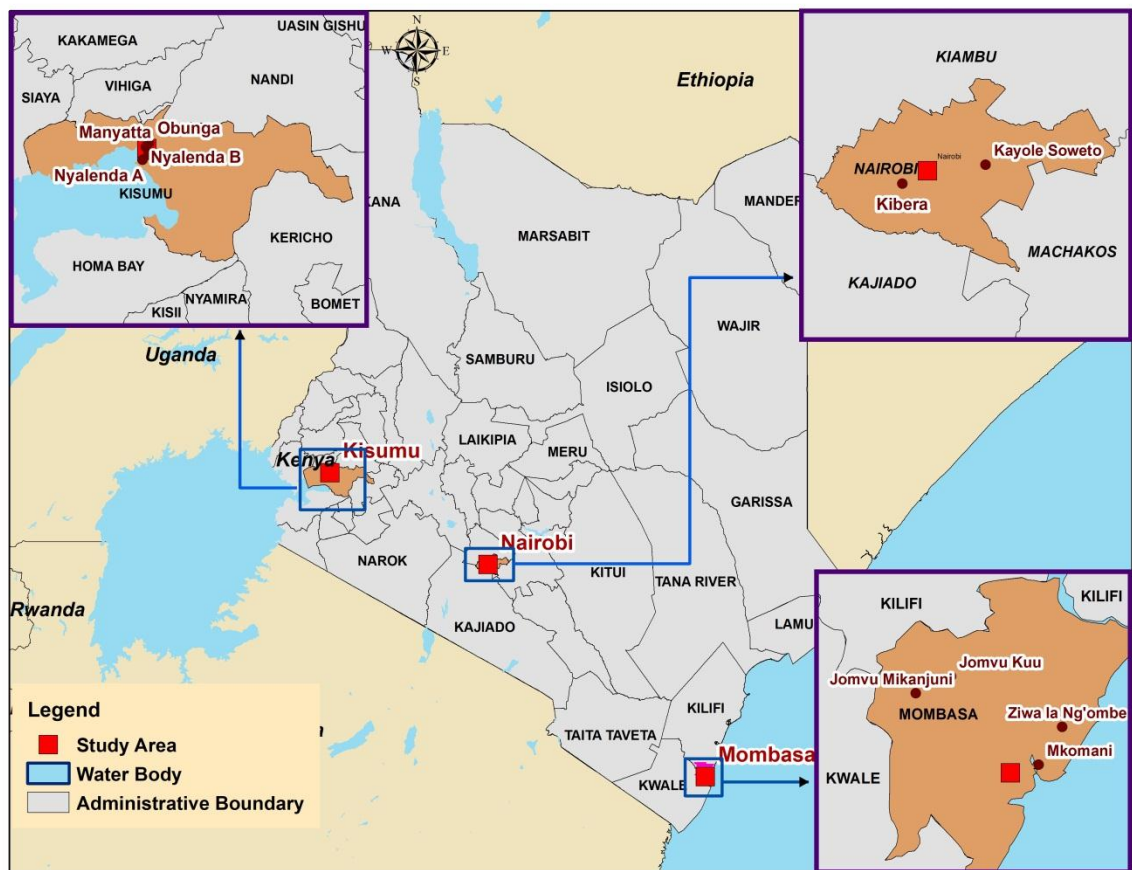 UASIN GISHU
KAKAMEGA
VIHIGA
NANDI
SIAYA
Manyatta
Obunga
Nyalenda B
Nyalenda A
KISUMU
KERICHO
HOMA BAY
NYAMIRA
KISII
BOMET
N
W
E
S
Ethiopia
KIAMBU
Kayole Soweto
NAIROBI
Nairobi
Kibera
MACHAKOS
KAJIADO
KANA
MARSABIT
MANDER
WAJIR
Uganda
SAMBURU
ISIOLO
LAIKIPIA
MERU
Kisumu
Kenya
GARISSA
Nairobi
NAROK
KITUI
TANA RIVER
Rwanda
KAJIADO
LAMU
KILIFI
TAITA TAVETA
Mombasa
KWALE
KILIFI
KILIFI
Jomvu Kuu
Jomvu Mikanjuni
MOMBASA
Ziwa la Ng'ombe
Mkomani
KWALE
Legend
Study Area
Water Body
Administrative Boundary